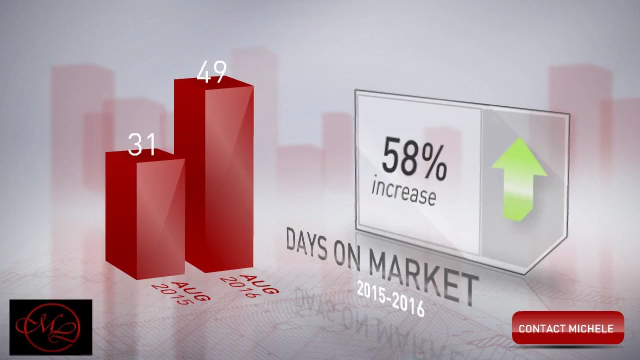 49
31
58%
increase
DAYS ON MARKET
2015-2016
AUG
2015
AUG
2016
CONTACT MICHELE